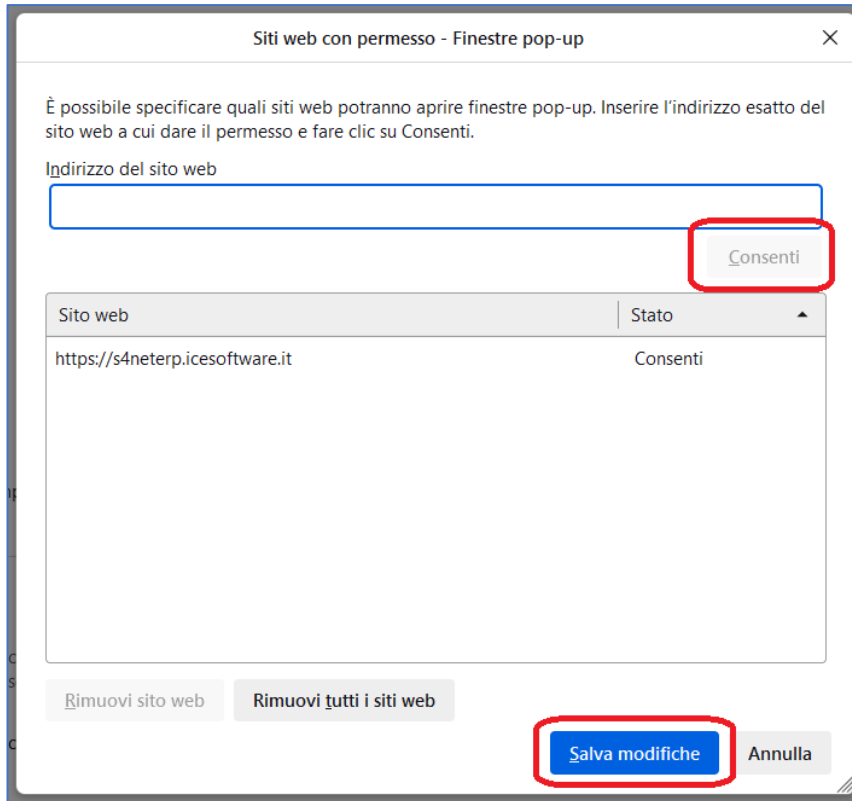 Siti web con permesso - Finestre pop-up
È possibile specificare quali siti web potranno aprire finestre pop-up. Inserire l'indirizzo esatto del
sito web a cui dare il permesso e fare clic su Consenti.
Indirizzo del sito web
Consenti
Sito web Stato
https://s4neterp.icesoftware.it Consenti
Rimuovi sito web Rimuovi tutti i siti web
Salva modifiche Annulla